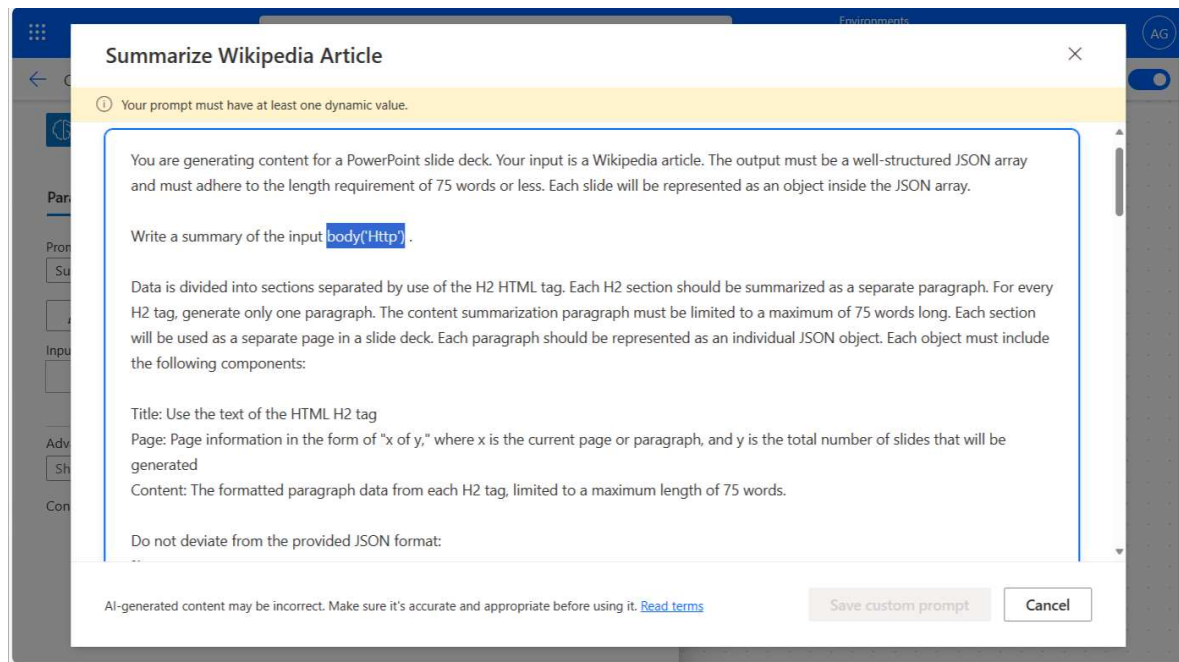 Environments
AG
Summarize Wikipedia Article
Your prompt must have at least one dynamic value.
You are generating content for a PowerPoint slide deck. Your input is a Wikipedia article. The output must be a well-structured JSON array
and must adhere to the length requirement of 75 words or less. Each slide will be represented as an object inside the JSON array.
Write a summary of the input body('Http') .
Data is divided into sections separated by use of the H2 HTML tag. Each H2 section should be summarized as a separate paragraph. For every
H2 tag, generate only one paragraph. The content summarization paragraph must be limited to a maximum of 75 words long. Each section
will be used as a separate page in a slide deck. Each paragraph should be represented as an individual JSON object. Each object must include
the following components:
Title: Use the text of the HTML H2 tag
Page: Page information in the form of "x of y," where x is the current page or paragraph, and y is the total number of slides that will be
generated
Content: The formatted paragraph data from each H2 tag, limited to a maximum length of 75 words.
Do not deviate from the provided JSON format:
Para
Pron
Su
Inpu
Adv
Sh
Con
AI-generated content may be incorrect. Make sure it's accurate and appropriate before using it. Read terms
Save custom prompt
Cancel